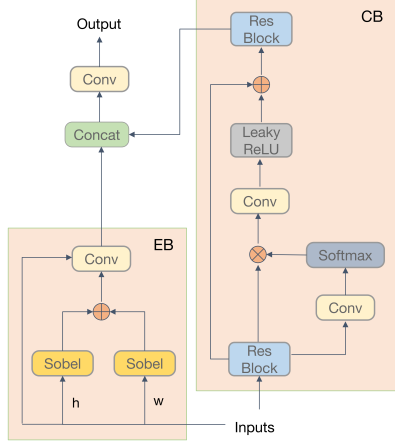 Output
Res
Block
CB
Conv
Concat
Leaky
ReLU
Conv
EB
Conv
Softmax
Conv
Sobel
Sobel
Res
Block
h
w
Inputs